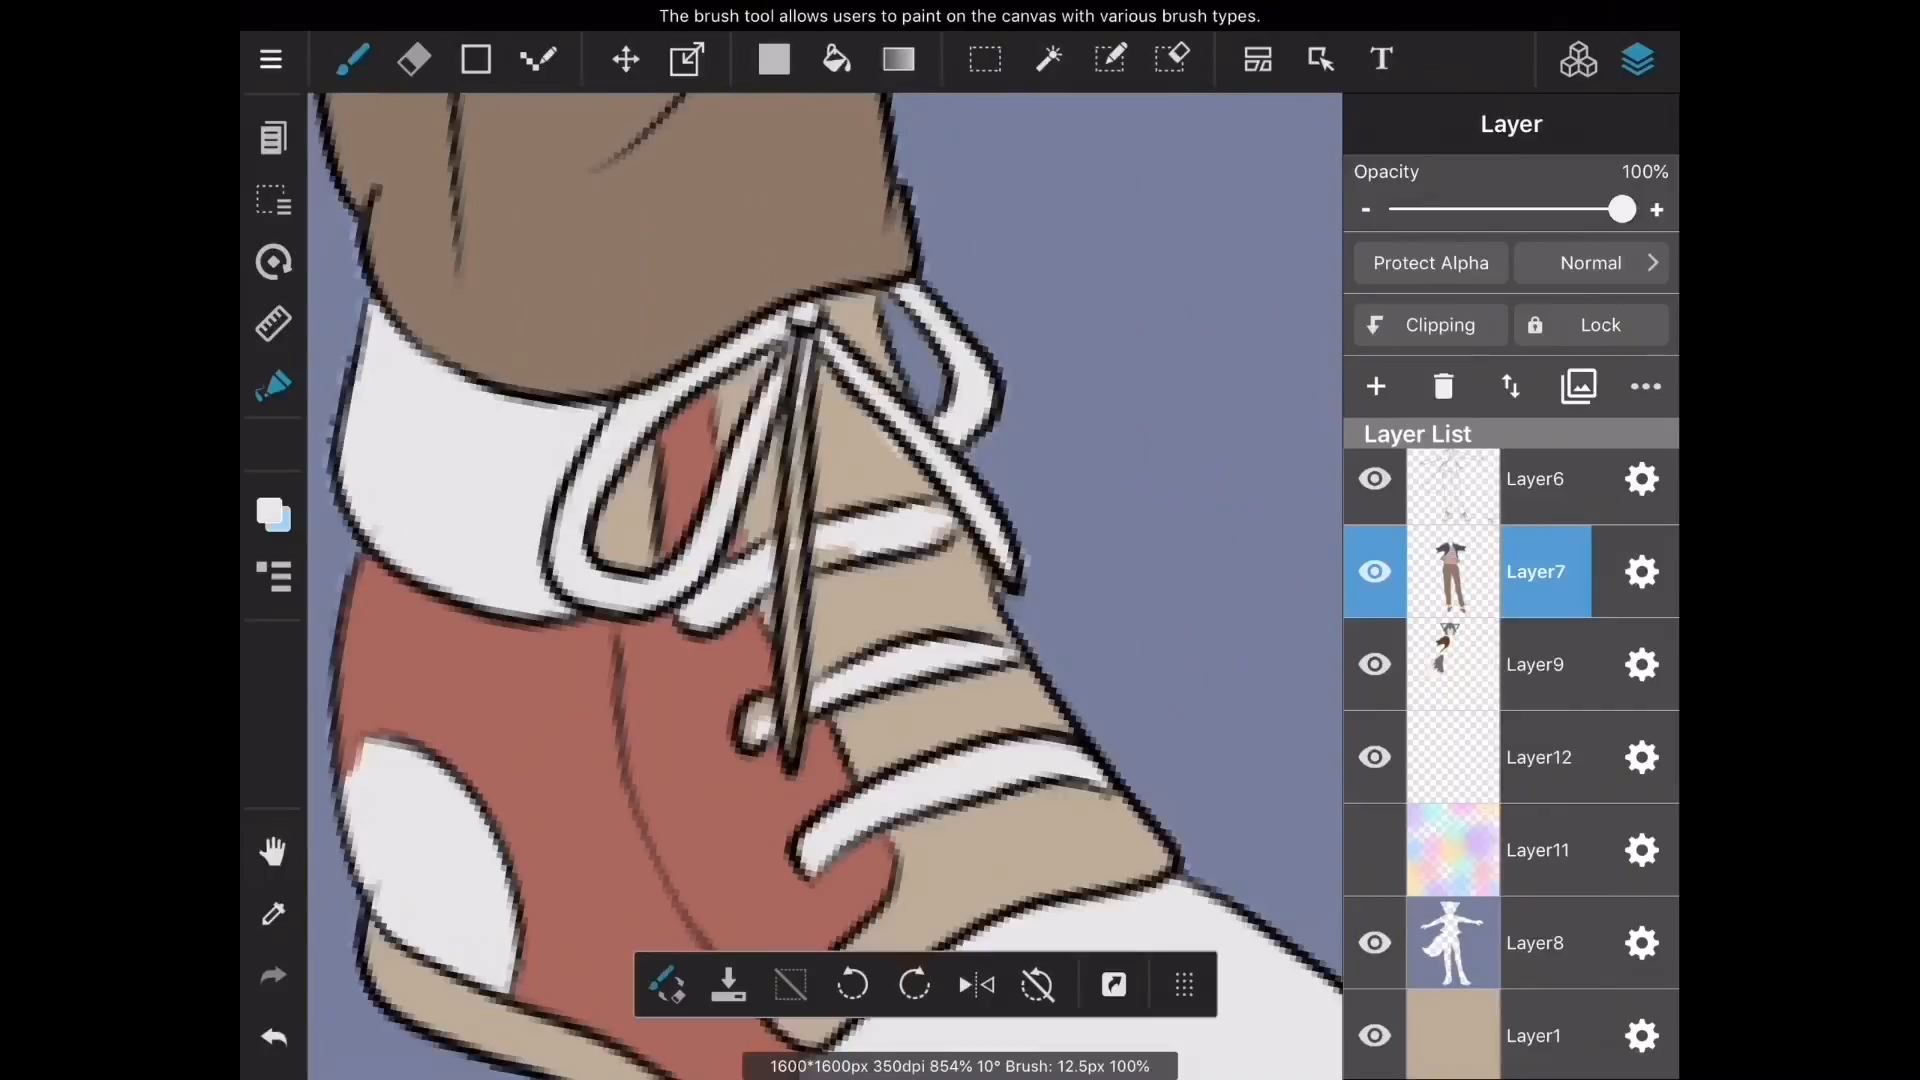 The brush tool allows users to paint on the canvas with various brush types.
T
Layer
Opacity 100%
- +
Protect Alpha Normal
Clipping Lock
Layer List
Layer6
Layer7
Layer9
Layer12
Layer11
Layer8
Layer1
1600*1600px 350dpi 854% 10° Brush: 12.5px 100%